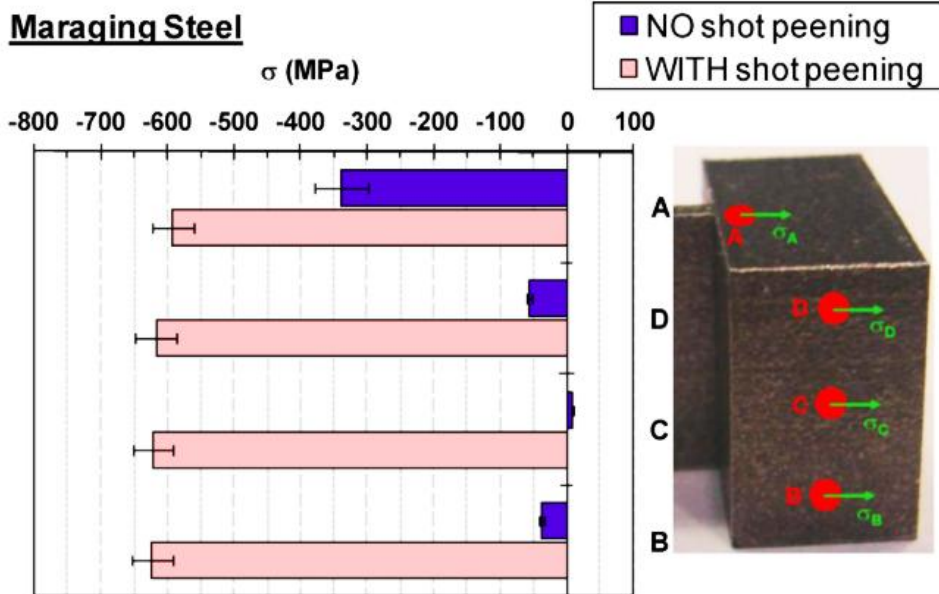 Maraging Steel
NO shot peening
WITH shot peening
σ (MPa)
-800 -700 -600 -500 -400 -300 -200 -100 0 100
A
D
C
B
A
σA
D
σD
C
σC
B
σB